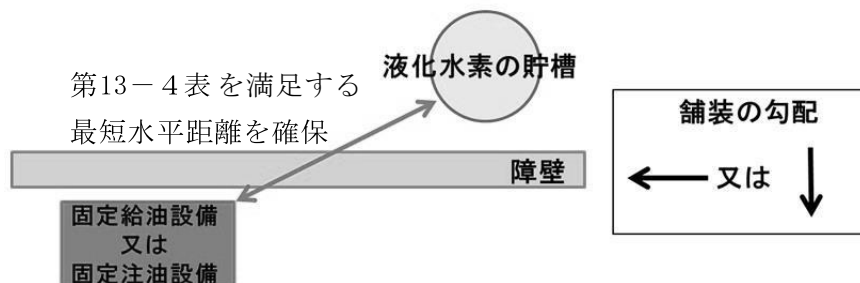 第13－４表を満足する
最短水平距離を確保
液化水素の貯槽
障壁
固定給油設備
又は
固定注油設備
舗装の勾配
又は